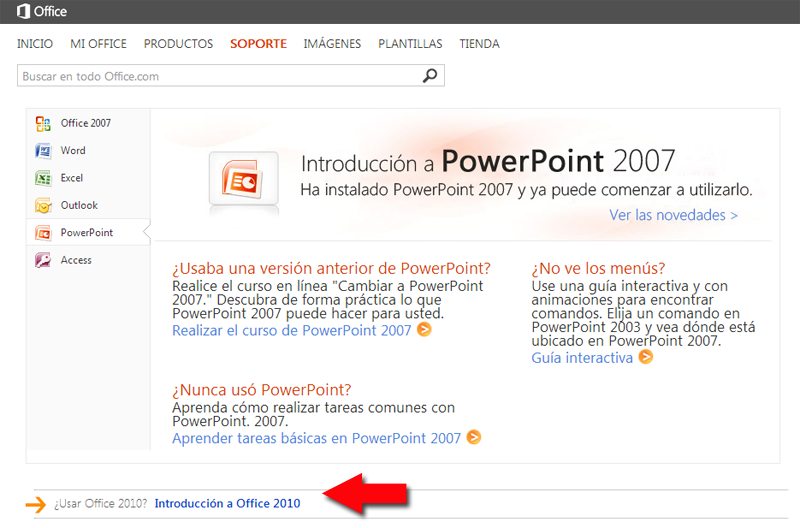 Office
INICIO MI OFFICE PRODUCTOS SOPORTE IMÁGENES PLANTILLAS TIENDA
Buscar en todo Office.com
Office 2007
Word
Excel
Outlook
PowerPoint
Access
Introducción a PowerPoint 2007
Ha instalado PowerPoint 2007 y ya puede comenzar a utilizarlo.
Ver las novedades >
¿Usaba una versión anterior de PowerPoint?
Realice el curso en línea "Cambiar a PowerPoint
2007." Descubra de forma práctica lo que
PowerPoint 2007 puede hacer para usted.
Realizar el curso de PowerPoint 2007
¿No ve los menús?
Use una guía interactiva y con
animaciones para encontrar
comandos. Elija un comando en
PowerPoint 2003 y vea dónde está
ubicado en PowerPoint 2007.
Guía interactiva
¿Nunca usó PowerPoint?
Aprenda cómo realizar tareas comunes con
PowerPoint. 2007.
Aprender tareas básicas en PowerPoint 2007
¿Usar Office 2010? Introducción a Office 2010